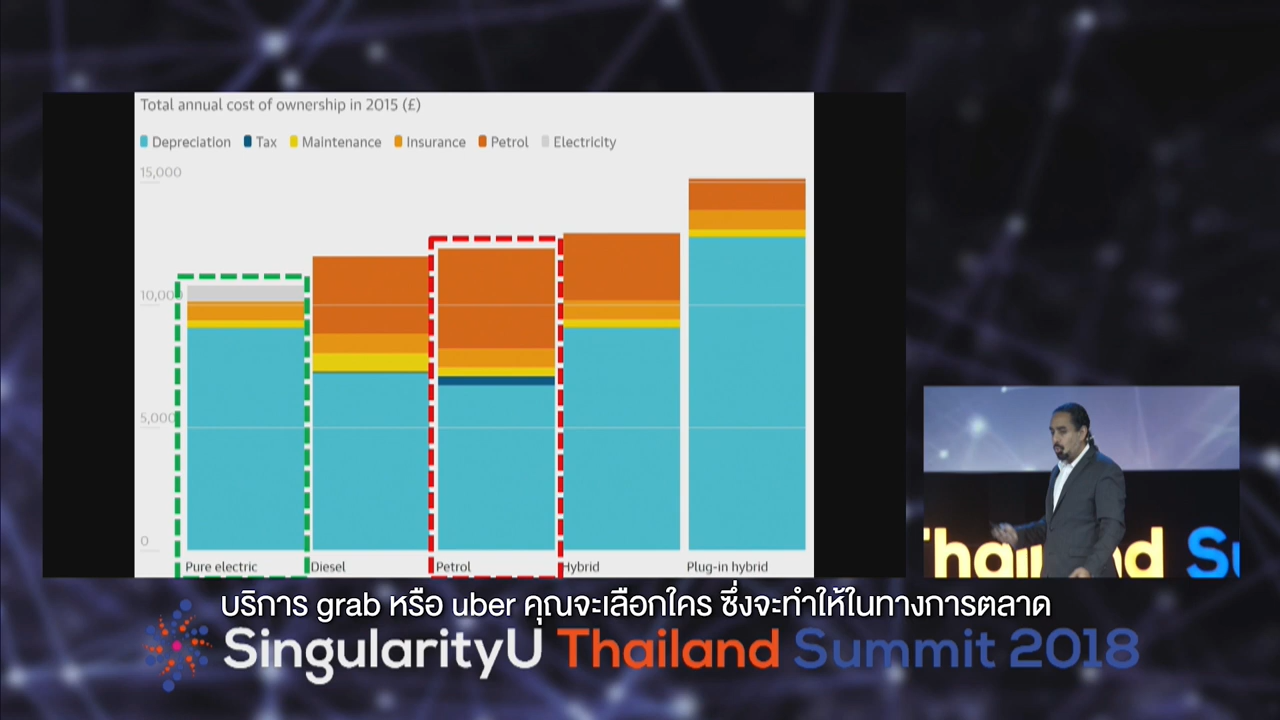 Total annual cost of ownership in 2015 (£)
Depreciation Tax Maintenance Insurance Petrol Electricity
15,000
10,000
5,000
0
Pure electric Diesel Petrol Hybrid Plug-in hybrid
Thailand
บริการ grab หรือ uber คุณจะเลือกใคร ซึ่งจะทำให้ในทางการตลาด
SingularityU Thailand Summit 2018